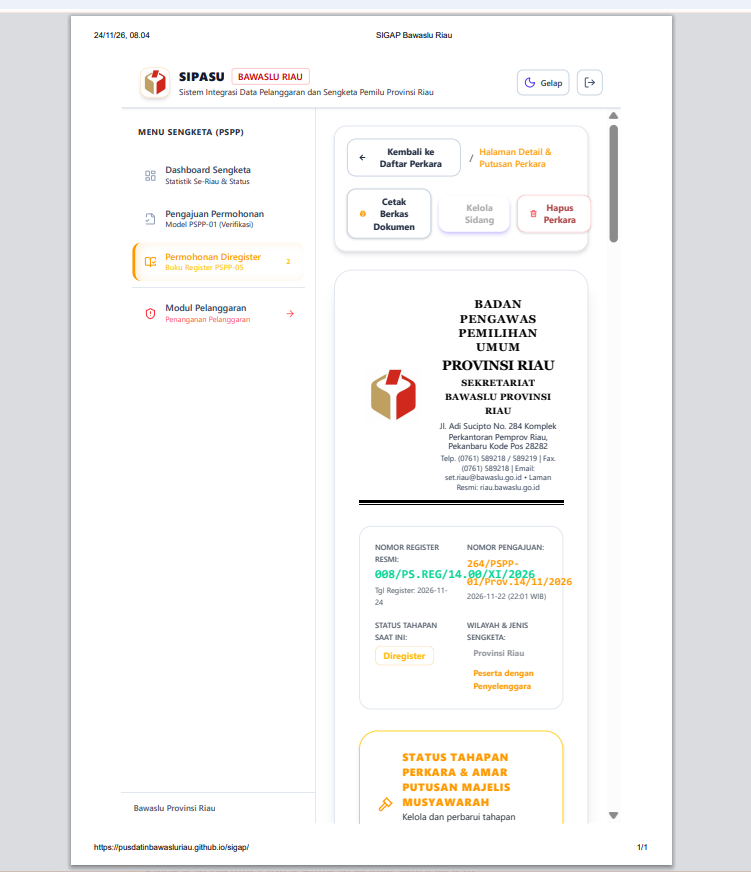 24/11/26, 08.04
SIGAP Bawaslu Riau
SIPASU BAWASLU RIAU
Sistem Integrasi Data Pelanggaran dan Sengketa Pemilu Provinsi Riau
Gelap
MENU SENGKETA (PSPP)
Dashboard Sengketa
Statistik Se-Riau & Status
Pengajuan Permohonan
Model PSPP-01 (Verifikasi)
Permohonan Diregister
Buku Register PSPP-05
2
Modul Pelanggaran
Penanganan Pelanggaran
Bawaslu Provinsi Riau
Kembali ke
Daftar Perkara
/
Halaman Detail &
Putusan Perkara
Cetak
Berkas
Dokumen
Kelola
Sidang
Hapus
Perkara
BADAN
PENGAWAS
PEMILIHAN
UMUM
PROVINSI RIAU
SEKRETARIAT
BAWASLU PROVINSI
RIAU
Jl. Adi Sucipto No. 284 Komplek
Perkantoran Pemprov Riau,
Pekanbaru Kode Pos 28282
Telp. (0761) 589218 / 589219 | Fax.
(0761) 589218 | Email:
set.riau@bawaslu.go.id • Laman
Resmi: riau.bawaslu.go.id
NOMOR REGISTER
RESMI:
008/PS.REG/14.00/XI/2026
Tgl Register: 2026-11-
24
NOMOR PENGAJUAN:
264/PSPP-
01/Prov.14/11/2026
2026-11-22 (22:01 WIB)
STATUS TAHAPAN
SAAT INI:
Diregister
WILAYAH & JENIS
SENGKETA:
Provinsi Riau
Peserta dengan
Penyelenggara
STATUS TAHAPAN
PERKARA & AMAR
PUTUSAN MAJELIS
MUSYAWARAH
Kelola dan perbarui tahapan
https://pusdatinbawasluriau.github.io/sigap/
1/1